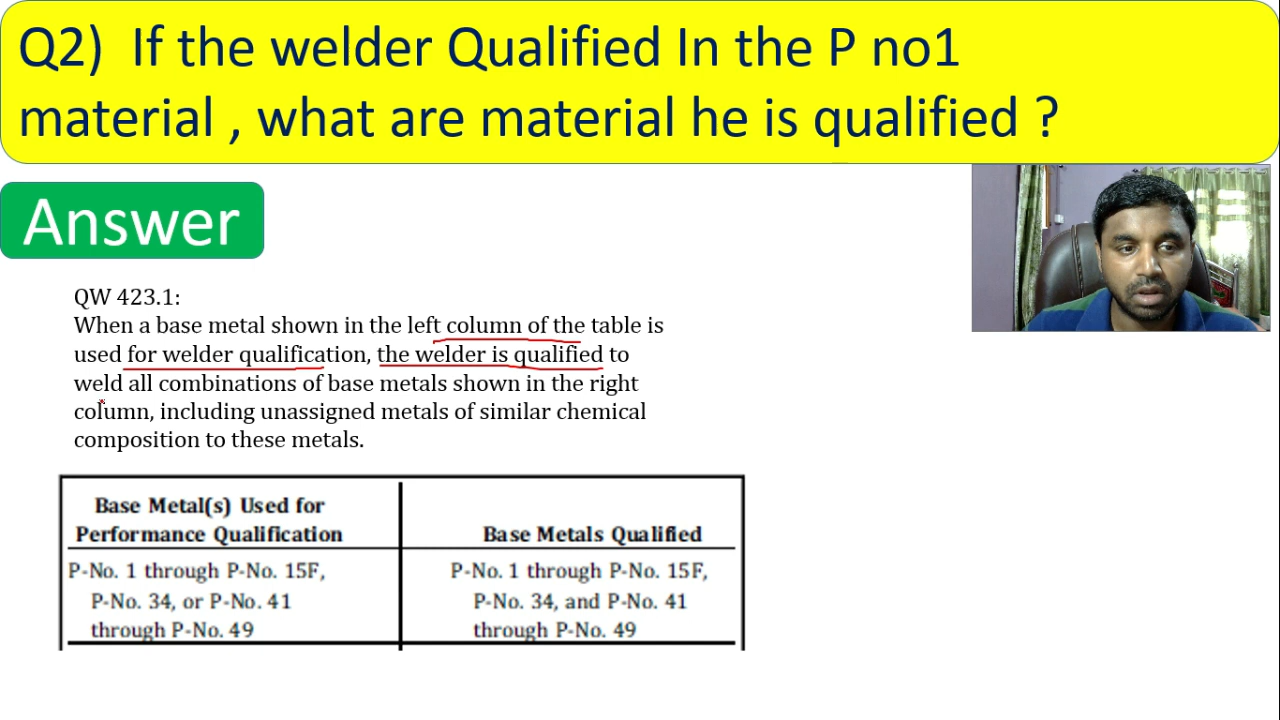 Q2)  If the welder Qualified In the P no1
material , what are material he is qualified ?
Answer
QW 423.1:
When a base metal shown in the left column of the table is
used for welder qualification, the welder is qualified to
weld all combinations of base metals shown in the right
column, including unassigned metals of similar chemical
composition to these metals.
Base Metal(s) Used for
Performance Qualification
Base Metals Qualified
P-No. 1 through P-No. 15F,
P-No. 34, or P-No. 41
through P-No. 49
P-No. 1 through P-No. 15F,
P-No. 34, and P-No. 41
through P-No. 49